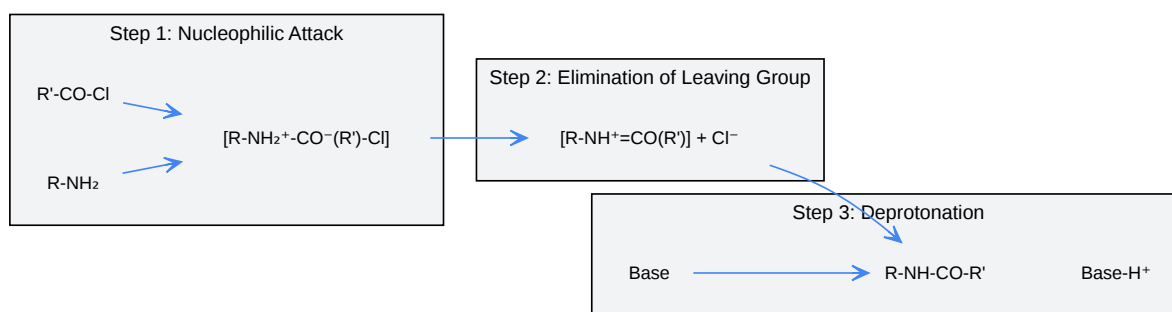 Step 1: Nucleophilic Attack
R'-CO-Cl
R-NH₂
[R-NH₂⁺-CO⁻(R')-Cl]
Step 2: Elimination of Leaving Group
[R-NH⁺=CO(R')] + Cl⁻
Step 3: Deprotonation
Base
R-NH-CO-R'
Base-H⁺